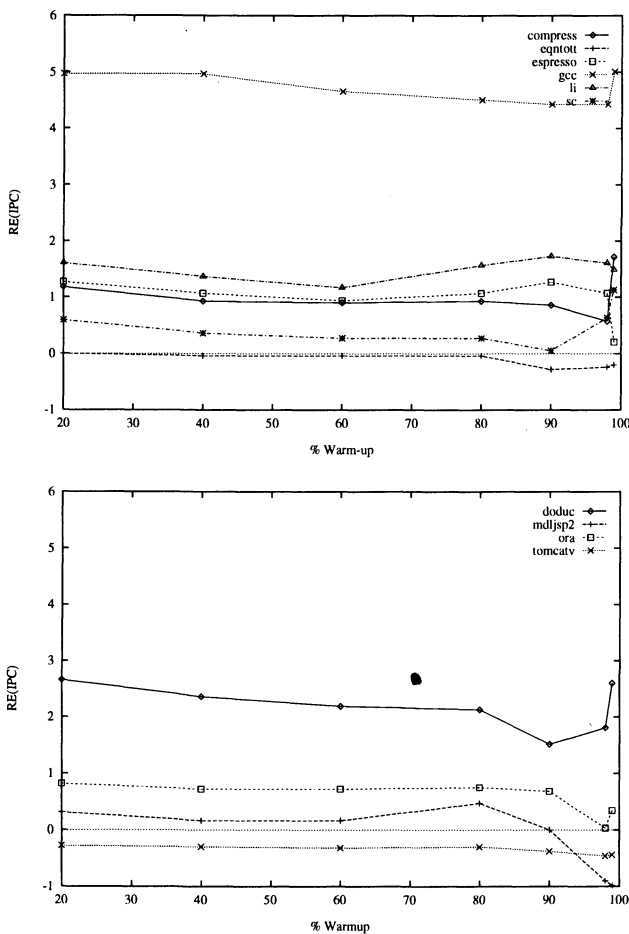 6
5
4
3
2
1
0
-1
RE(IPC)
compress
eqntott
espresso
gcc
li
sc
20 30 40 50 60 70 80 90 100
% Warm-up
6
5
4
3
2
1
0
-1
RE(IPC)
doduc
mdljsp2
ora
tomcatv
20 30 40 50 60 70 80 90 100
% Warmup